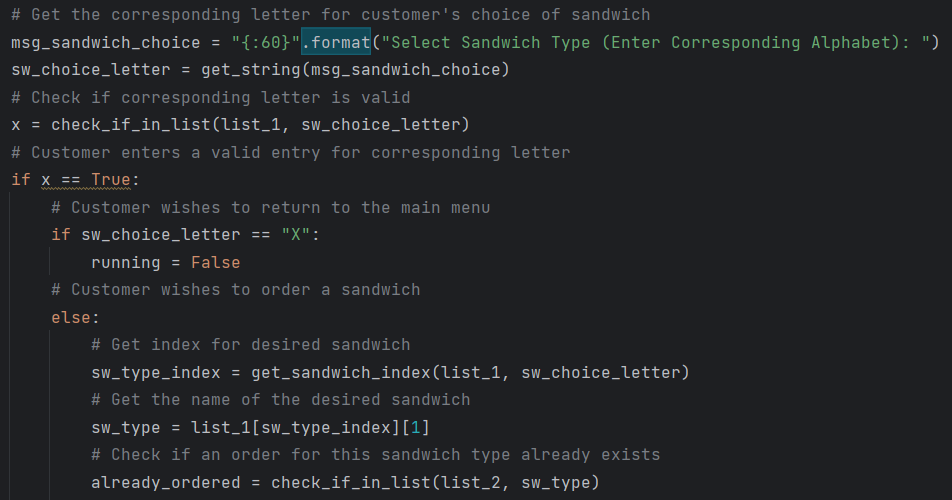 # Get the corresponding letter for customer's choice of sandwich
msg_sandwich_choice = "{:60}".format("Select Sandwich Type (Enter Corresponding Alphabet): ")
sw_choice_letter = get_string(msg_sandwich_choice)
# Check if corresponding letter is valid
x = check_if_in_list(list_1, sw_choice_letter)
# Customer enters a valid entry for corresponding letter
if x == True:
    # Customer wishes to return to the main menu
    if sw_choice_letter == "X":
        running = False
    # Customer wishes to order a sandwich
    else:
        # Get index for desired sandwich
        sw_type_index = get_sandwich_index(list_1, sw_choice_letter)
        # Get the name of the desired sandwich
        sw_type = list_1[sw_type_index][1]
        # Check if an order for this sandwich type already exists
        already_ordered = check_if_in_list(list_2, sw_type)